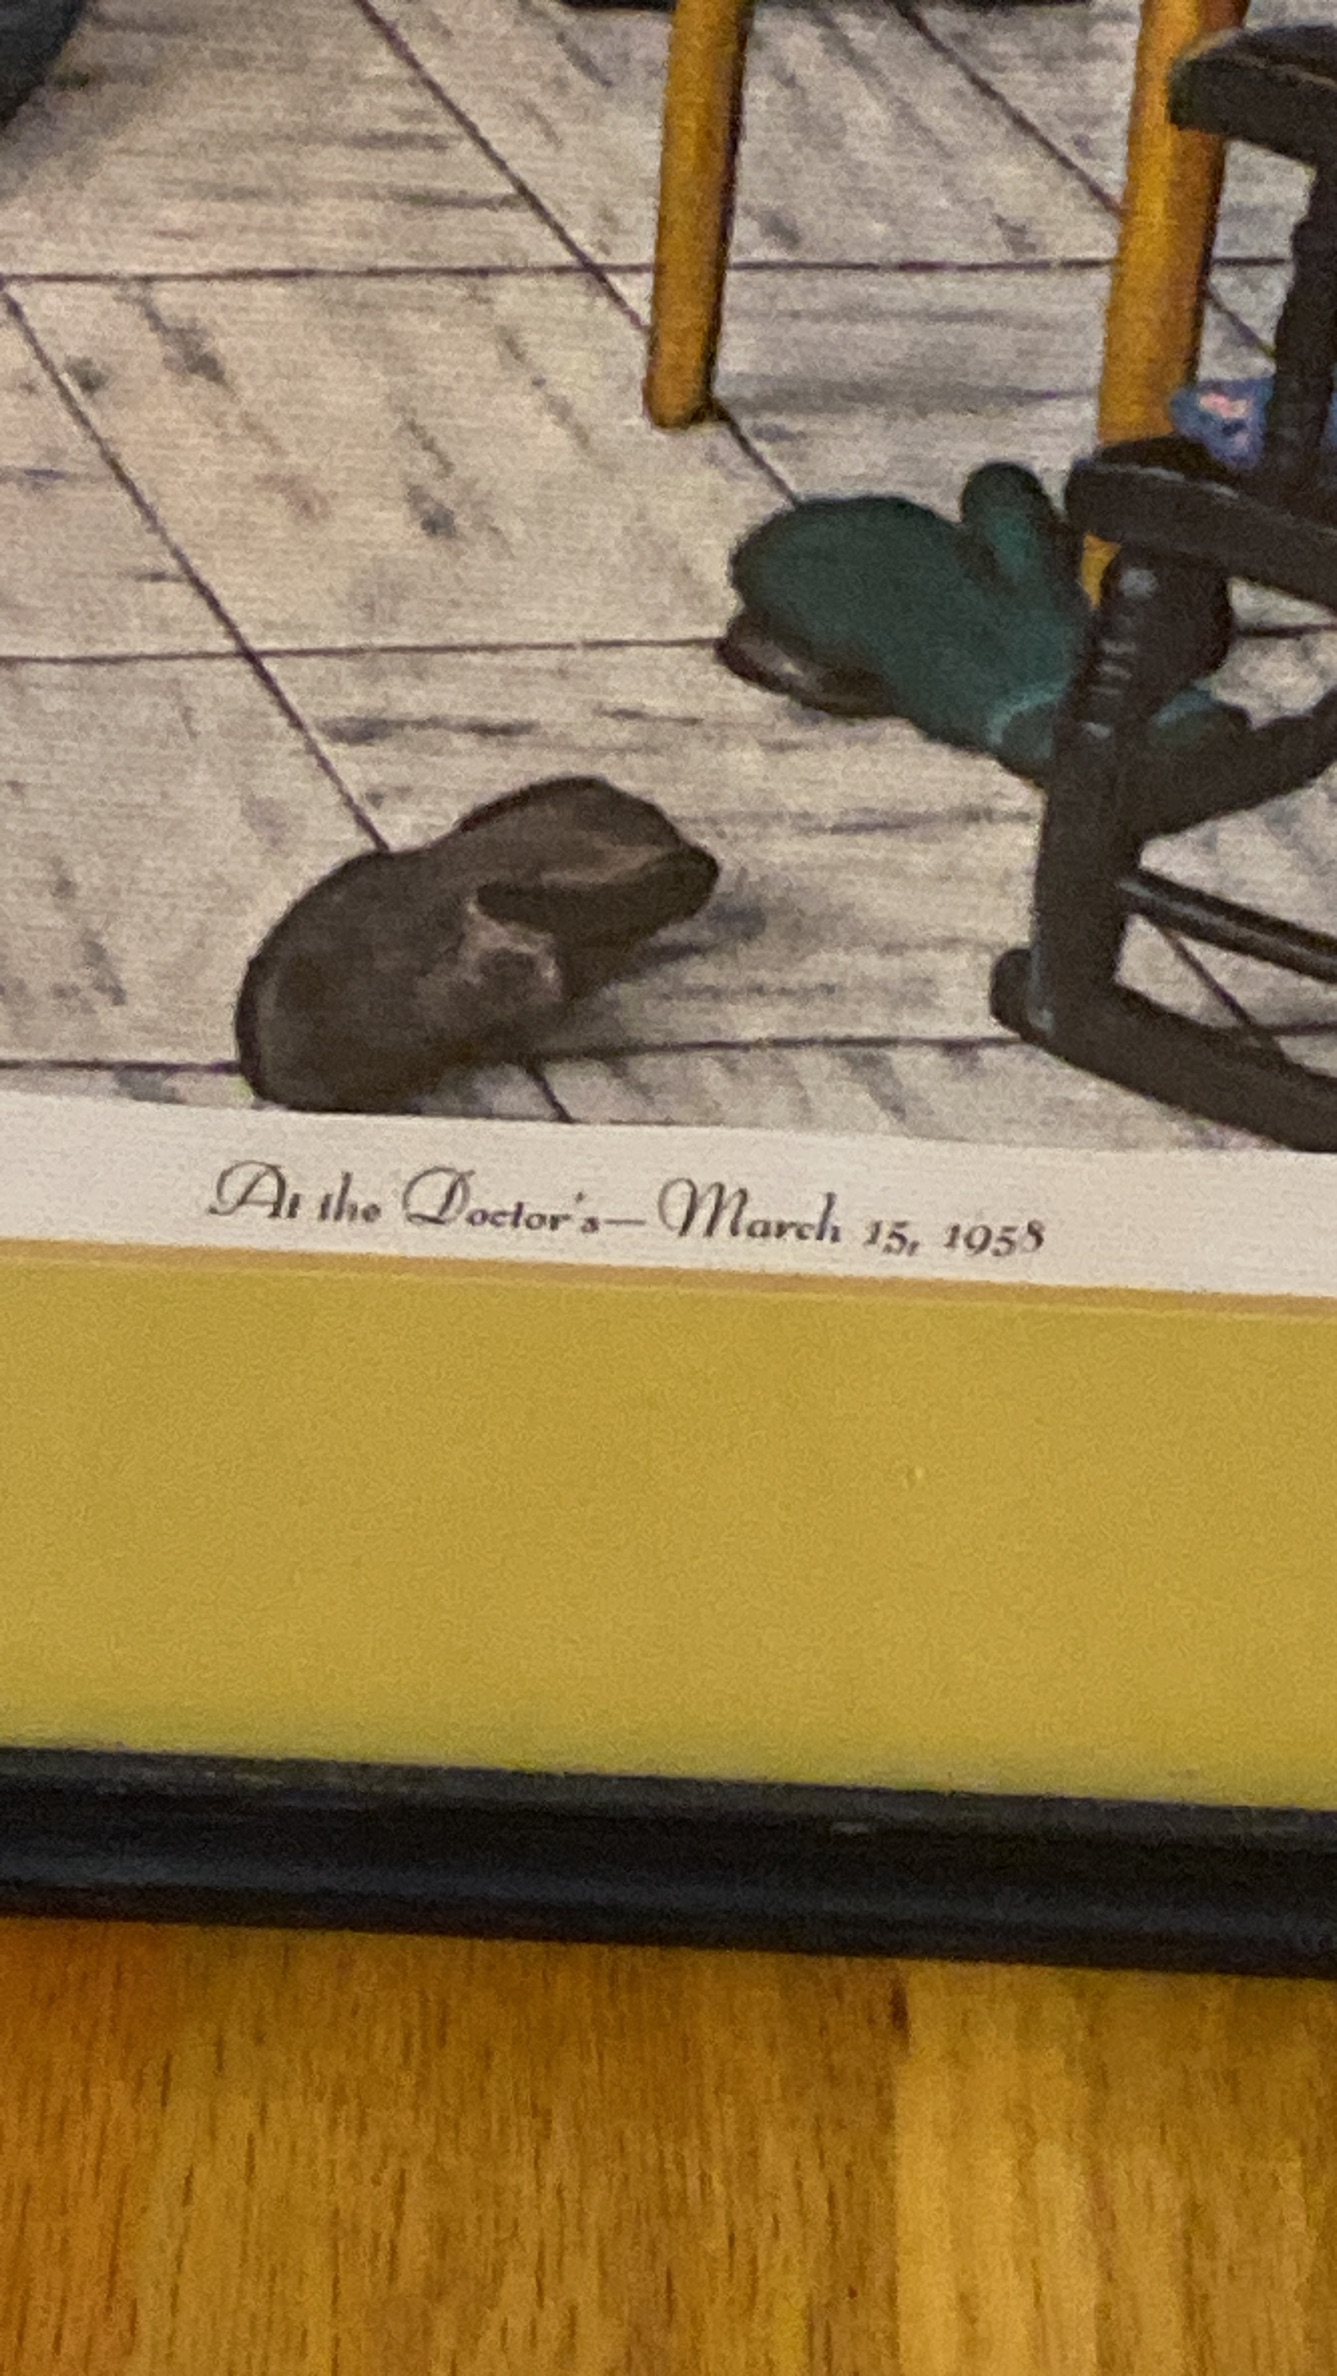 At the Doctor's—March 15, 1958